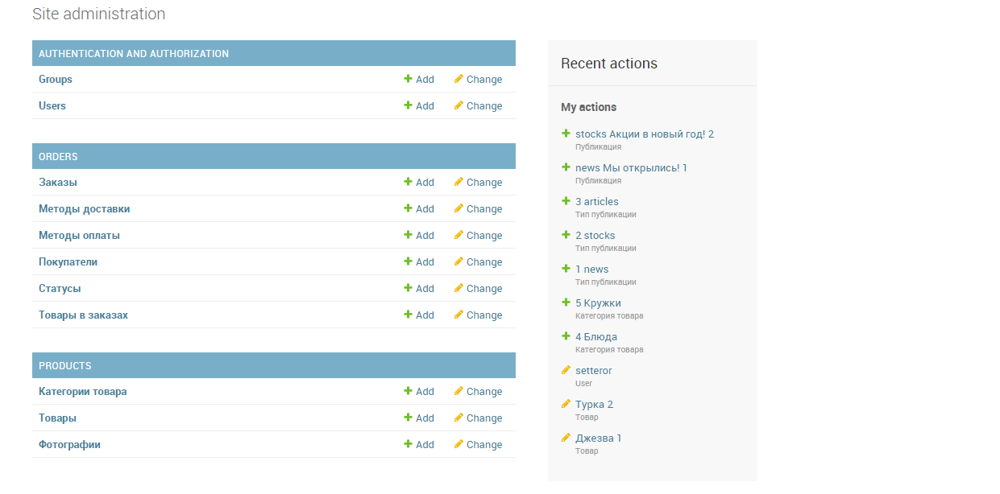 Site administration
AUTHENTICATION AND AUTHORIZATION
Groups Add Change
Users Add Change
ORDERS
Заказы Add Change
Методы доставки Add Change
Методы оплаты Add Change
Покупатели Add Change
Статусы Add Change
Товары в заказах Add Change
PRODUCTS
Категории товара Add Change
Товары Add Change
Фотографии Add Change
Recent actions
My actions
stocks Акции в новый год! 2
Публикация
news Мы открылись! 1
Публикация
3 articles
Тип публикации
2 stocks
Тип публикации
1 news
Тип публикации
5 Кружки
Категория товара
4 Блюда
Категория товара
setteror
User
Турка 2
Товар
Джезва 1
Товар